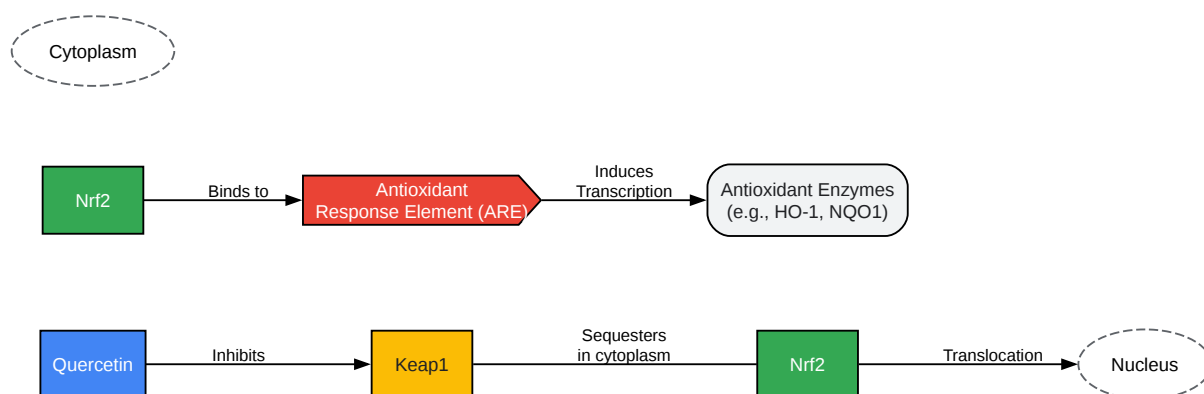 Cytoplasm
Nrf2
Binds to
Antioxidant
Response Element (ARE)
Induces
Transcription
Antioxidant Enzymes
(e.g., HO-1, NQO1)
Quercetin
Inhibits
Keap1
Sequesters
in cytoplasm
Nrf2
Translocation
Nucleus